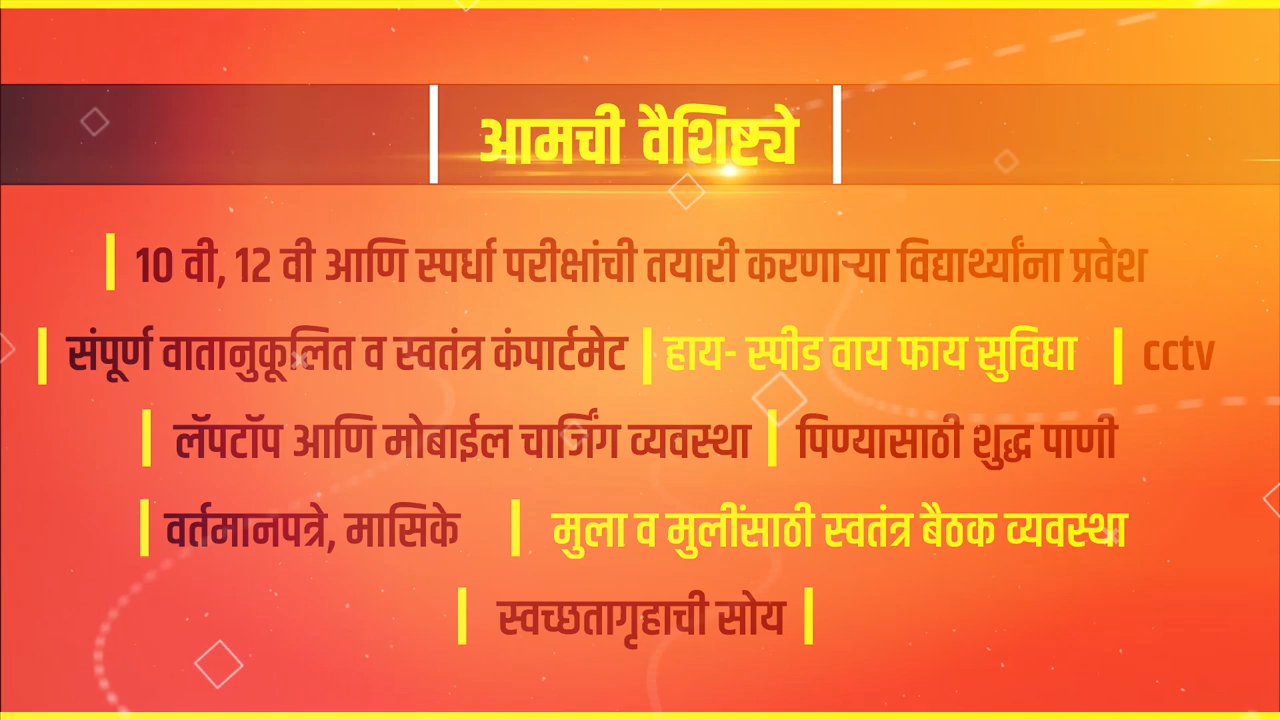 आमची वैशिष्ट्ये
10 वी, 12 वी आणि स्पर्धा परीक्षांची तयारी करणाऱ्या विद्यार्थ्यांना प्रवेश
संपूर्ण वातानुकूलित व स्वतंत्र कंपार्टमेट | हाय- स्पीड वाय फाय सुविधा | cctv
लॅपटॉप आणि मोबाईल चार्जिंग व्यवस्था | पिण्यासाठी शुद्ध पाणी
वर्तमानपत्रे, मासिके | मुला व मुलींसाठी स्वतंत्र बैठक व्यवस्था
स्वच्छतागृहाची सोय